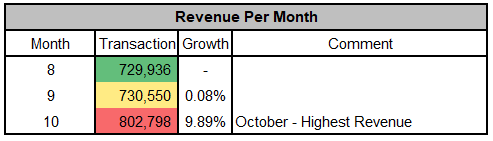 Revenue Per Month
Month Transaction Growth Comment
8 729,936 -
9 730,550 0.08%
10 802,798 9.89% October - Highest Revenue